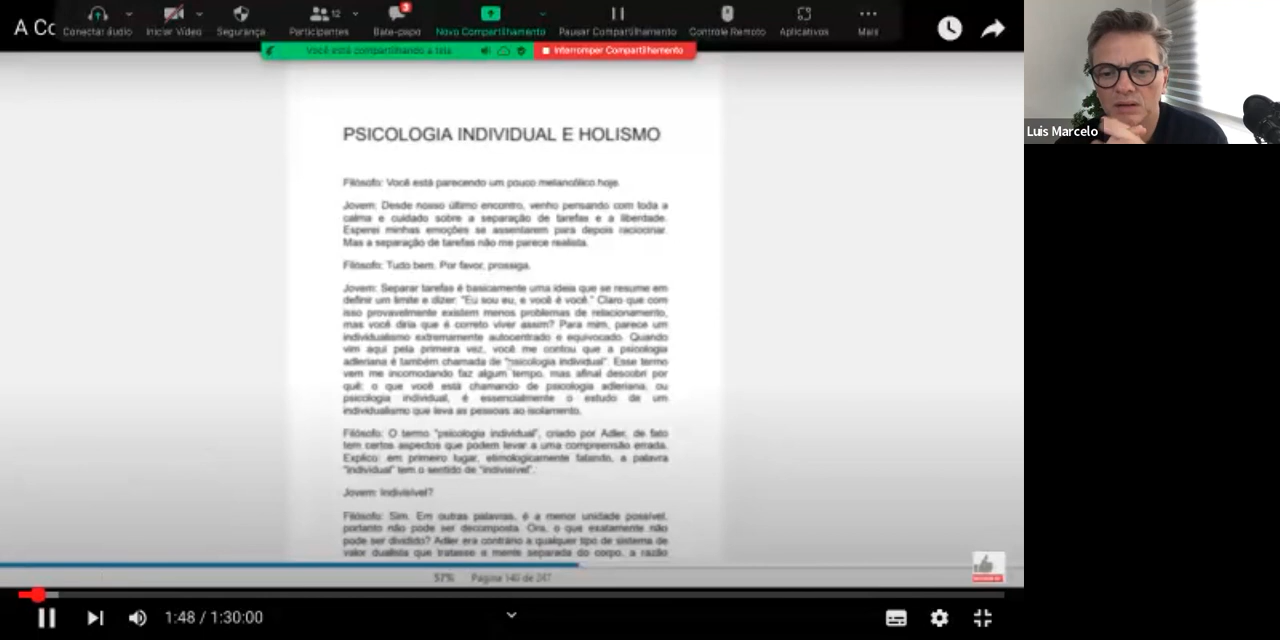 A Co
Conectar áudio
Iniciar Vídeo
Segurança
Participantes
12
Bate-papo
3
Novo Compartilhamento
Pausar Compartilhamento
Controle Remoto
Aplicativos
Mais
Você está compartilhando a tela
Interromper Compartilhamento
Luis Marcelo
PSICOLOGIA INDIVIDUAL E HOLISMO
Filósofo: Você está parecendo um pouco melancólico hoje.
Jovem: Desde nosso último encontro, venho pensando com toda a
calma e cuidado sobre a separação de tarefas e a liberdade.
Esperei minhas emoções se assentarem para depois raciocinar.
Mas a separação de tarefas não me parece realista.
Filósofo: Tudo bem. Por favor, prossiga.
Jovem: Separar tarefas é basicamente uma ideia que se resume em
definir um limite e dizer: "Eu sou eu, e você é você." Claro que com
isso provavelmente existem menos problemas de relacionamento,
mas você diria que é correto viver assim? Para mim, parece um
individualismo extremamente autocentrado e equivocado. Quando
vim aqui pela primeira vez, você me contou que a psicologia
adleriana é também chamada de "psicologia individual". Esse termo
vem me incomodando faz algum tempo, mas afinal descobri por
quê: o que você está chamando de psicologia adleriana, ou
psicologia individual, é essencialmente o estudo de um
individualismo que leva as pessoas ao isolamento.
Filósofo: O termo "psicologia individual", criado por Adler, de fato
tem certos aspectos que podem levar a uma compreensão errada.
Explico: em primeiro lugar, etimologicamente falando, a palavra
"individual" tem o sentido de "indivisível".
Jovem: Indivisível?
Filósofo: Sim. Em outras palavras, é a menor unidade possível,
portanto não pode ser decomposta. Ora, o que exatamente não
pode ser dividido? Adler era contrário a qualquer tipo de sistema de
valor dualista que tratasse a mente separada do corpo, a razão
57% Página 140 de 247
1:48 / 1:30:00